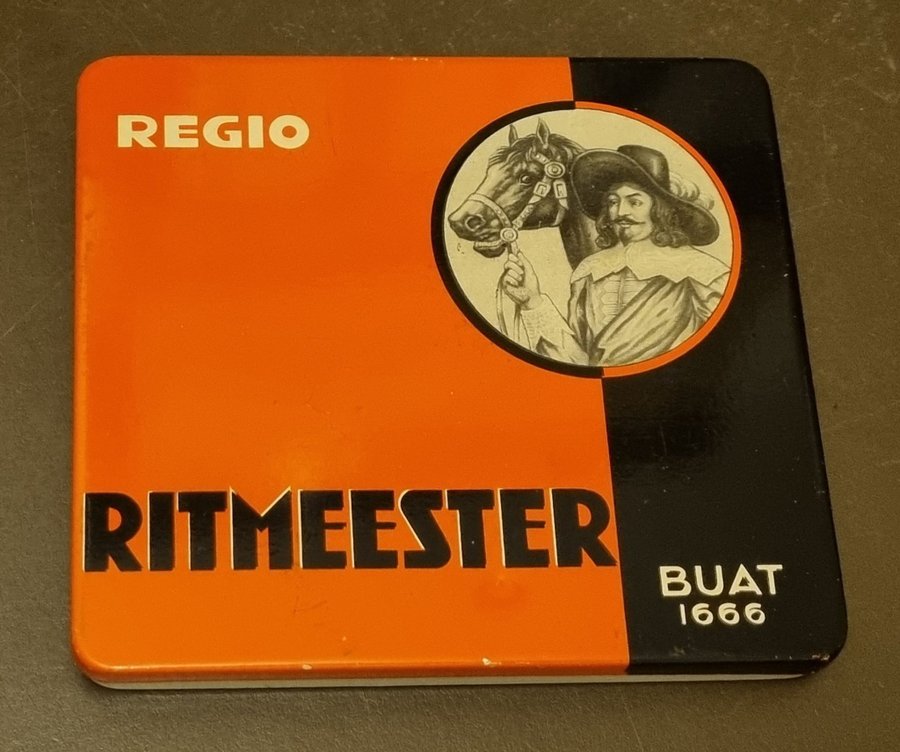 REGIO
RITMEESTER
BUAT
1666